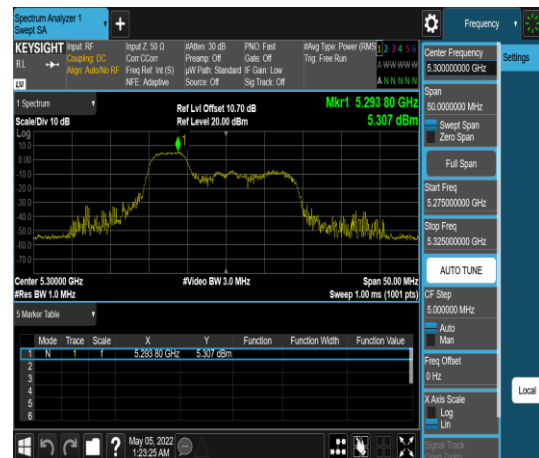 Spectrum Analyzer 1
Swept SA
+
Frequency
KEYSIGHT
RL
Input: RF
Coupling: DC
Align: Auto/No RF
Input Z: 50 Ω
Corr CCorr
Freq Ref: Int (S)
NFE: Adaptive
#Atten: 30 dB
Preamp: Off
µW Path: Standard
Source: Off
PNO: Fast
Gate: Off
IF Gain: Low
Sig Track: Off
#Avg Type: Power (RMS
Trig: Free Run
1 2 3 4 5 6
A W W W W W
A N N N N N
LXI
1 Spectrum
Scale/Div 10 dB
Ref Lvl Offset 10.70 dB
Ref Level 20.00 dBm
Mkr1 5.293 80 GHz
5.307 dBm
Log
10.0
0.00
-10.0
-20.0
-30.0
-40.0
-50.0
-60.0
-70.0
1
Center 5.30000 GHz
#Res BW 1.0 MHz
#Video BW 3.0 MHz
Span 50.00 MHz
Sweep 1.00 ms (1001 pts)
5 Marker Table
Mode Trace Scale X Y Function Function Width Function Value
1 N 1 f 5.293 80 GHz 5.307 dBm
2
3
4
5
6
May 05, 2022
1:23:25 AM
Center Frequency
5.300000000 GHz
Settings
Span
50.0000000 MHz
Swept Span
Zero Span
Full Span
Start Freq
5.275000000 GHz
Stop Freq
5.325000000 GHz
AUTO TUNE
CF Step
5.000000 MHz
Auto
Man
Freq Offset
0 Hz
X Axis Scale
Log
Lin
Local
Signal Track